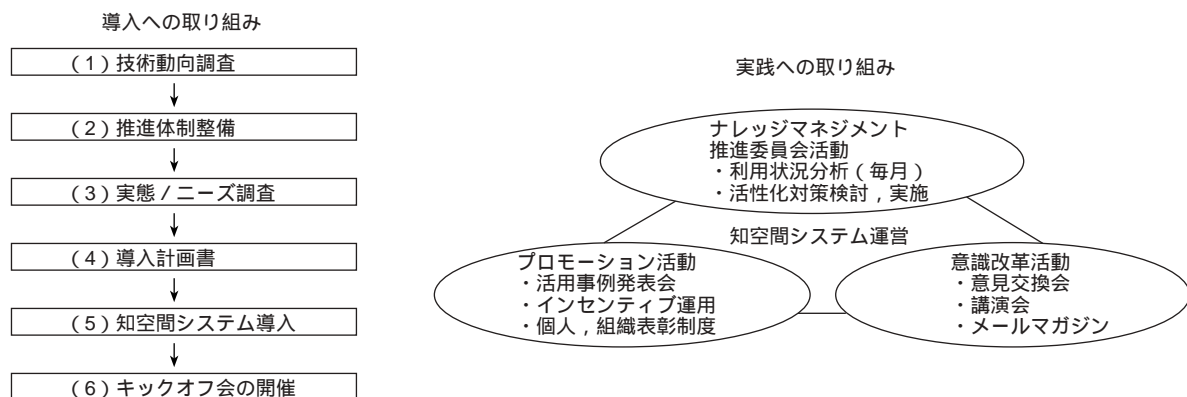 導入への取り組み
(1)技術動向調査
(2)推進体制整備
(3)実態/ニーズ調査
(4)導入計画書
(5)知空間システム導入
(6)キックオフ会の開催
実践への取り組み
ナレッジマネジメント
推進委員会活動
・利用状況分析(毎月)
・活性化対策検討,実施
知空間システム運営
プロモーション活動
・活用事例発表会
・インセンティブ運用
・個人,組織表彰制度
意識改革活動
・意見交換会
・講演会
・メールマガジン